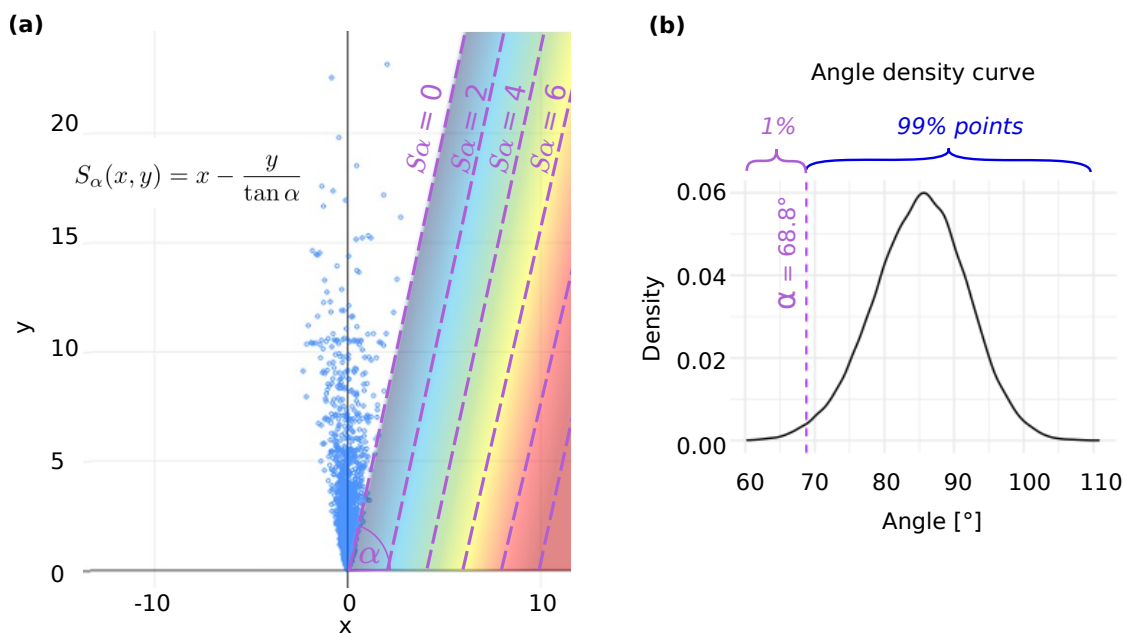 (a)
20
15
10
5
0
y
-10
0
10
x
Sα(x, y) = x − y / tan α
Sα = 0
Sα = 2
Sα = 4
Sα = 6
α
(b)
Angle density curve
1%
99% points
α = 68.8°
0.06
0.04
0.02
0.00
Density
60 70 80 90 100 110
Angle [°]